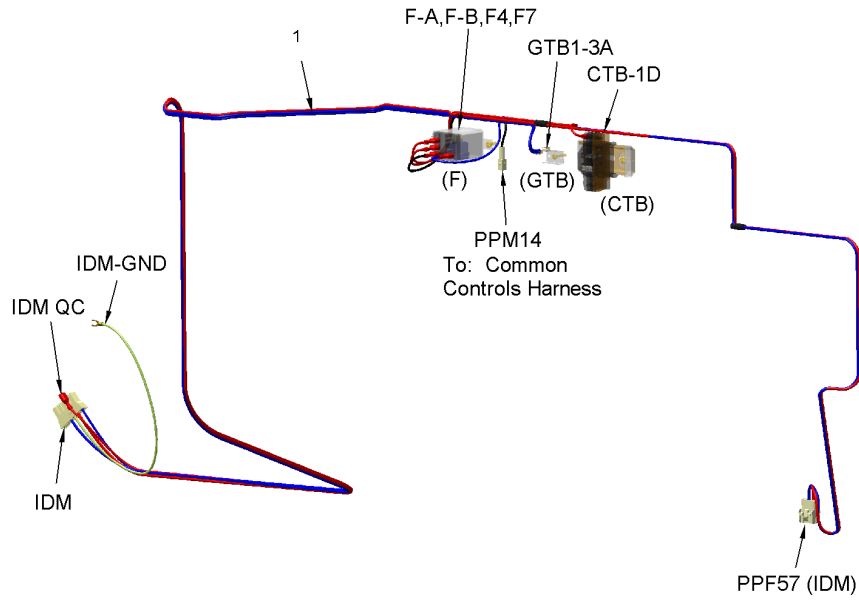 F-A,F-B,F4,F7
1
GTB1-3A
CTB-1D
(F)
(GTB)
(CTB)
PPM14
To: Common
Controls Harness
IDM-GND
IDM QC
IDM
PPF57 (IDM)